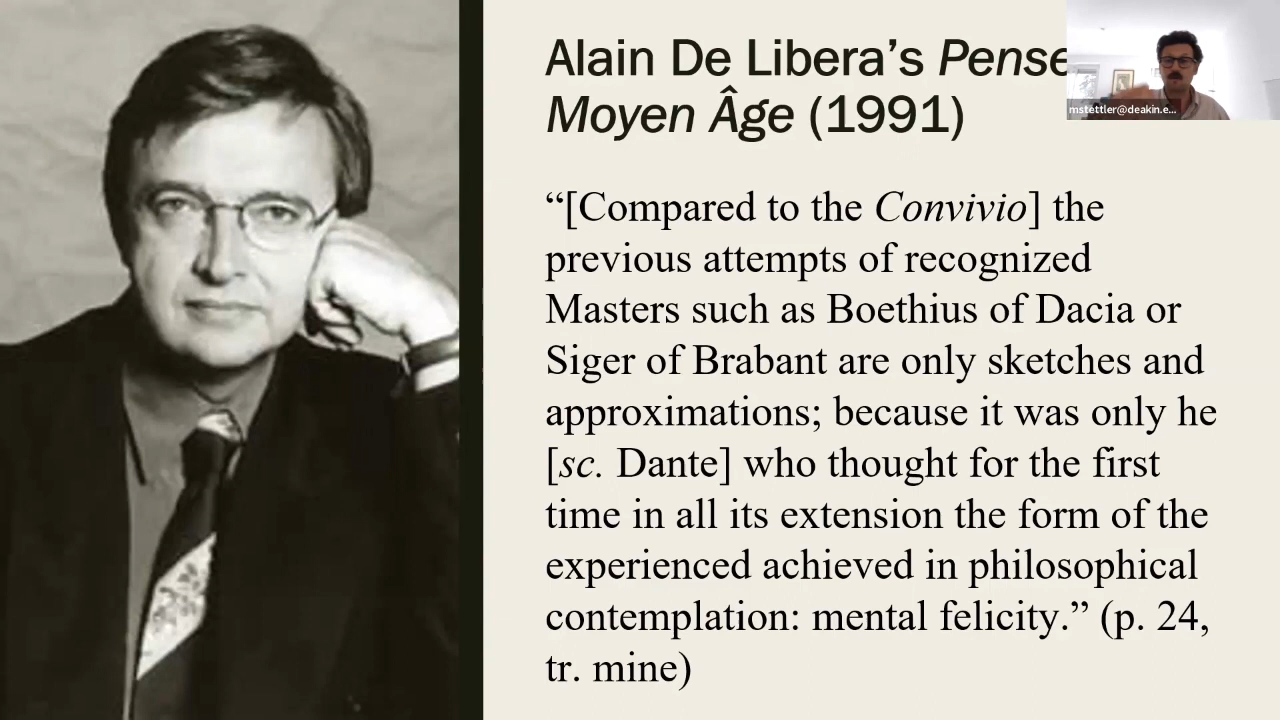 Alain De Libera’s Pense
Moyen Âge (1991)
mstettler@deakin.e...
“[Compared to the Convivio] the
previous attempts of recognized
Masters such as Boethius of Dacia or
Siger of Brabant are only sketches and
approximations; because it was only he
[sc. Dante] who thought for the first
time in all its extension the form of the
experienced achieved in philosophical
contemplation: mental felicity.” (p. 24,
tr. mine)